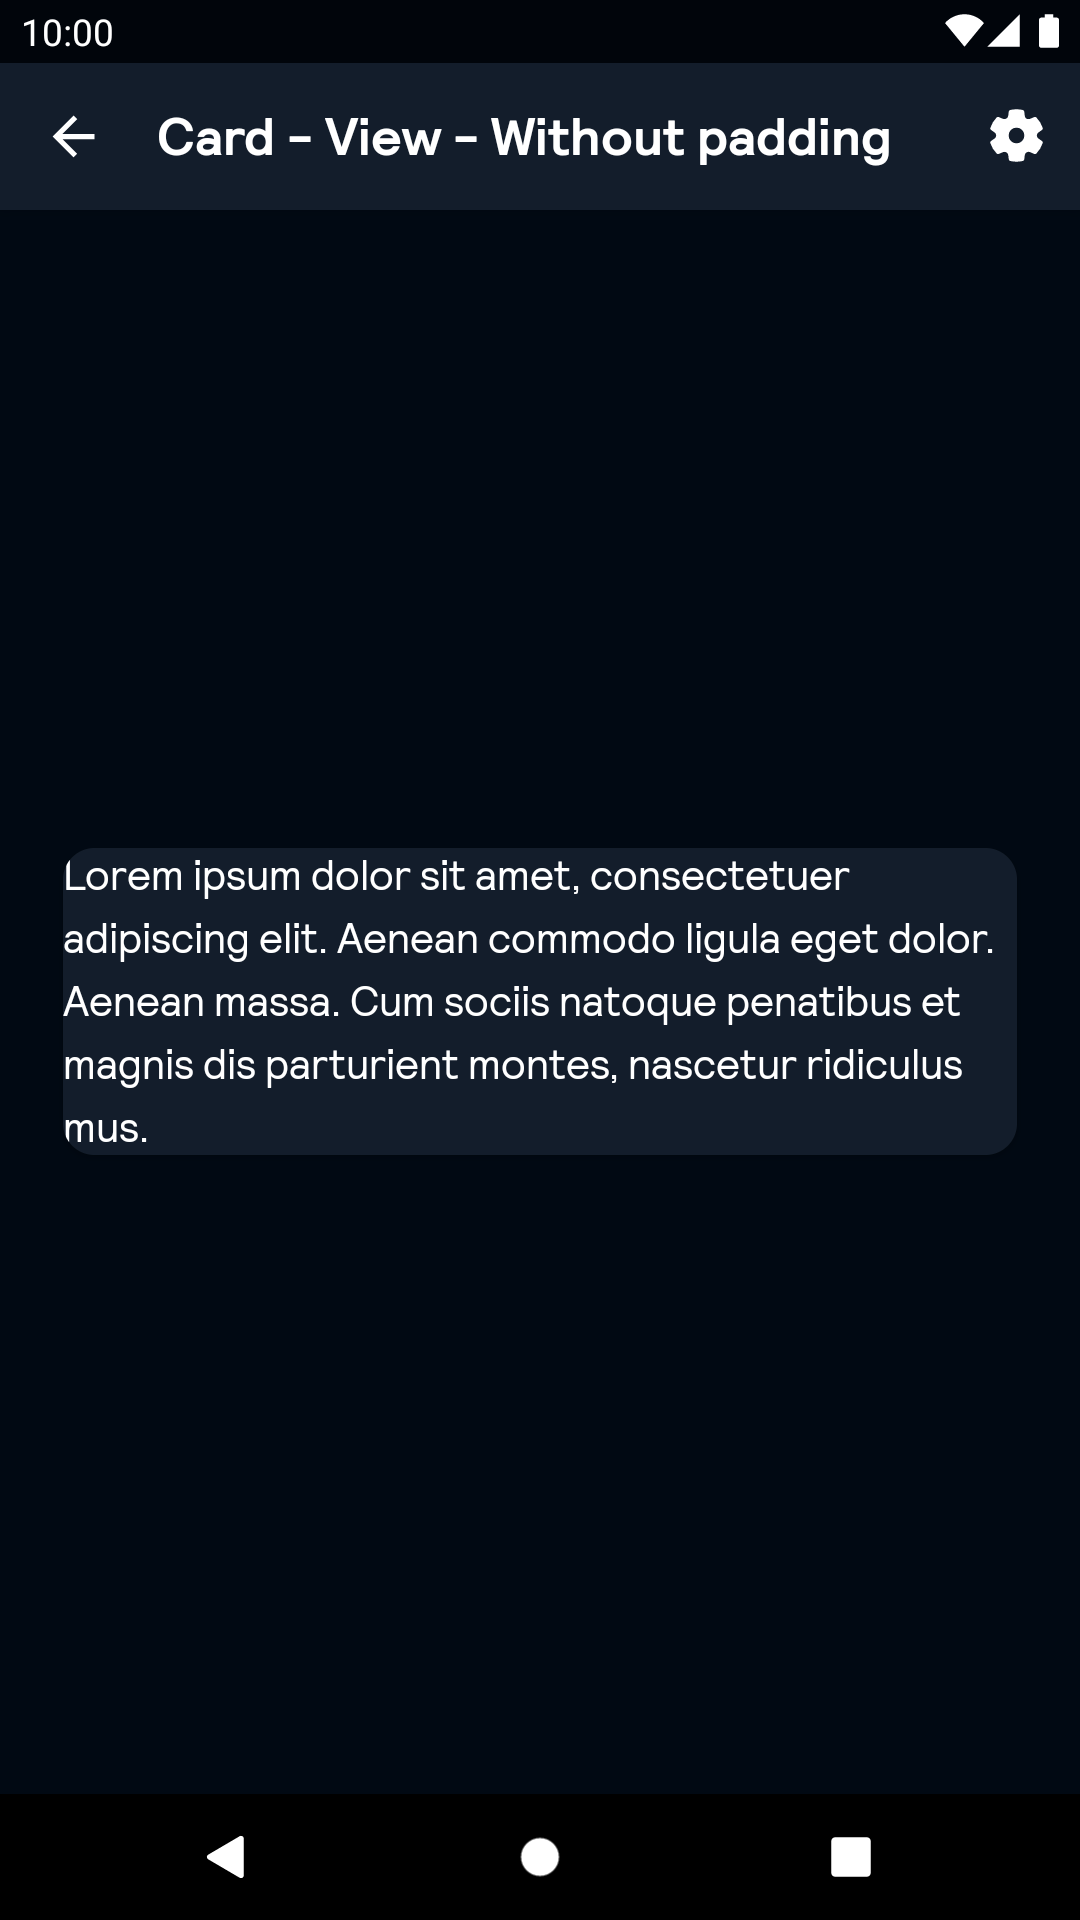 10:00
Card - View - Without padding
Lorem ipsum dolor sit amet, consectetuer
adipiscing elit. Aenean commodo ligula eget dolor.
Aenean massa. Cum sociis natoque penatibus et
magnis dis parturient montes, nascetur ridiculus
mus.